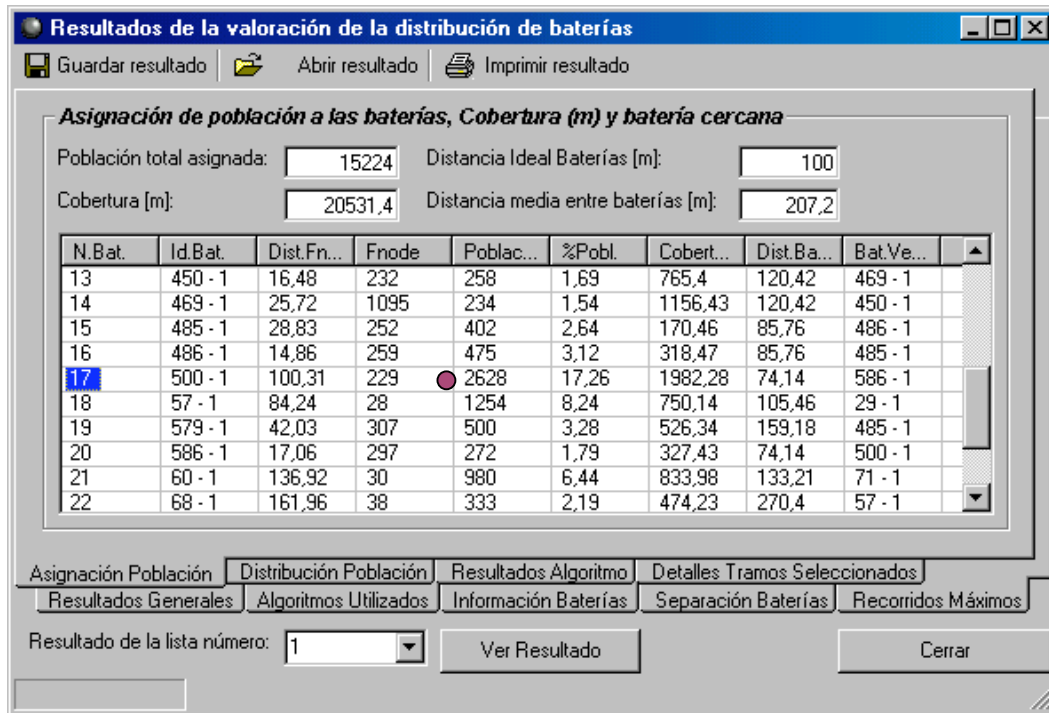 Resultados de la valoración de la distribución de baterías
Guardar resultado Abrir resultado Imprimir resultado
Asignación de población a las baterías, Cobertura (m) y batería cercana
Población total asignada: 15224 Distancia Ideal Baterías [m]: 100
Cobertura [m]: 20531,4 Distancia media entre baterías [m]: 207,2
N.Bat. Id.Bat. Dist.Fn... Fnode Poblac... %Pobl. Cobert... Dist.Ba... Bat.Ve...
13 450 - 1 16,48 232 258 1,69 765,4 120,42 469 - 1
14 469 - 1 25,72 1095 234 1,54 1156,43 120,42 450 - 1
15 485 - 1 28,83 252 402 2,64 170,46 85,76 486 - 1
16 486 - 1 14,86 259 475 3,12 318,47 85,76 485 - 1
17 500 - 1 100,31 229 2628 17,26 1982,28 74,14 586 - 1
18 57 - 1 84,24 28 1254 8,24 750,14 105,46 29 - 1
19 579 - 1 42,03 307 500 3,28 526,34 159,18 485 - 1
20 586 - 1 17,06 297 272 1,79 327,43 74,14 500 - 1
21 60 - 1 136,92 30 980 6,44 833,98 133,21 71 - 1
22 68 - 1 161,96 38 333 2,19 474,23 270,4 57 - 1
Asignación Población Distribución Población Resultados Algoritmo Detalles Tramos Seleccionados
Resultados Generales Algoritmos Utilizados Información Baterías Separación Baterías Recorridos Máximos
Resultado de la lista número: 1 Ver Resultado Cerrar